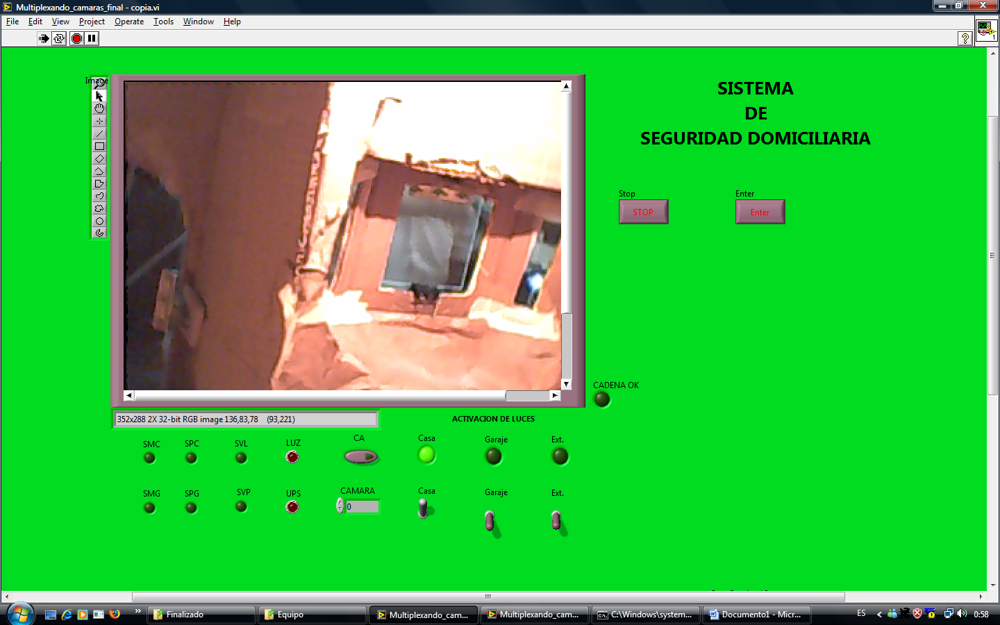 Multiplexando_camaras_final - copia.vi
File Edit View Project Operate Tools Window Help
1
Image
SISTEMA
DE
SEGURIDAD DOMICILIARIA
Stop
Enter
STOP
Enter
CADENA OK
352x288 2X 32-bit RGB image 136,83,78 (93,221)
ACTIVACION DE LUCES
SMC
SPC
SVL
LUZ
CA
Casa
Garaje
Ext.
SMG
SPG
SVP
UPS
CAMARA
0
Casa
Garaje
Ext.
Finalizado
Equipo
Multiplexando_cam...
Multiplexando_cam...
C:\Windows\system...
Documento1 - Micr...
ES
0:58